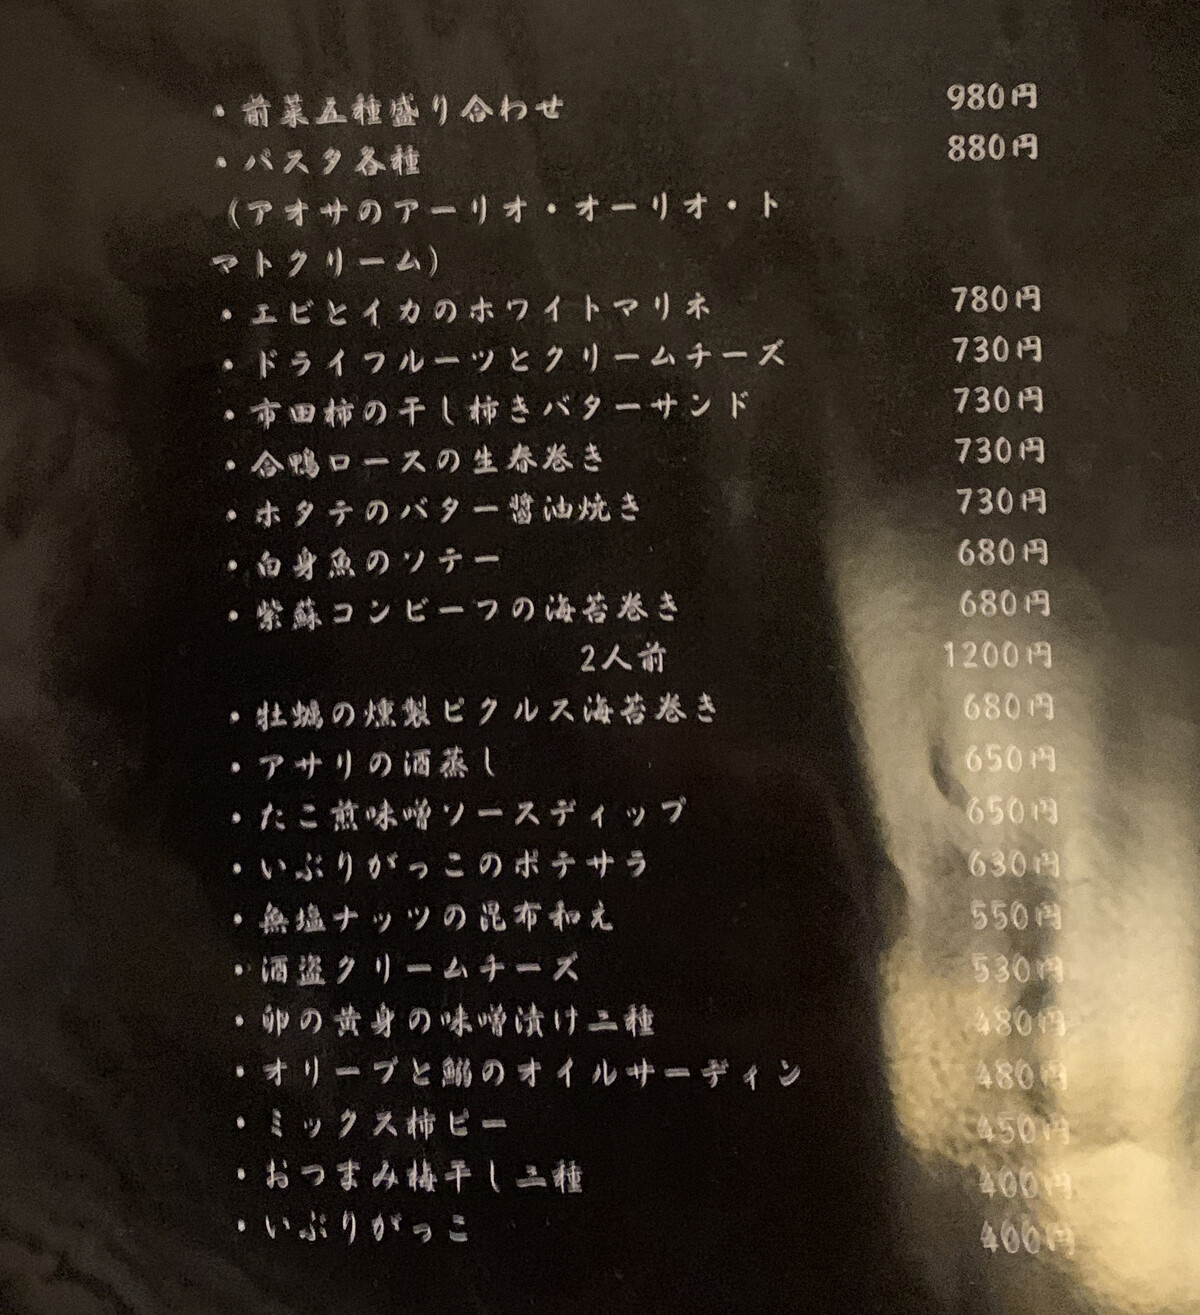 ・前菜五種盛り合わせ 980円
・パスタ各種 880円
(アオサのアーリオ・オーリオ・ト
マトクリーム)
・エビとイカのホワイトマリネ 780円
・ドライフルーツとクリームチーズ 730円
・市田柿の干し柿きバターサンド 730円
・合鴨ロースの生春巻き 730円
・ホタテのバター醤油焼き 730円
・白身魚のソテー 680円
・紫蘇コンビーフの海苔巻き 680円
2人前 1200円
・牡蠣の燻製ピクルス海苔巻き 680円
・アサリの酒蒸し 650円
・たこ煎味噌ソースディップ 650円
・いぶりがっこのポテサラ 630円
・無塩ナッツの昆布和え 550円
・酒盗クリームチーズ 530円
・卵の黄身の味噌漬け二種 480円
・オリーブと鰯のオイルサーディン 480円
・ミックス柿ピー 450円
・おつまみ梅干し二種 400円
・いぶりがっこ 400円